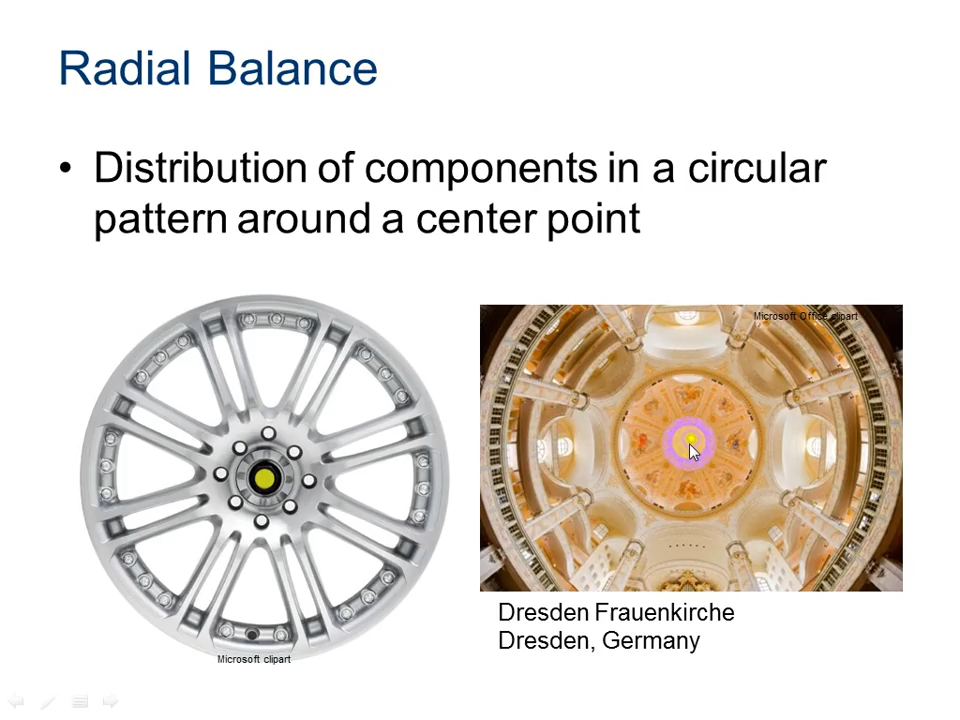 Radial Balance
• Distribution of components in a circular
pattern around a center point
Microsoft Office clipart
Dresden Frauenkirche
Dresden, Germany
Microsoft clipart